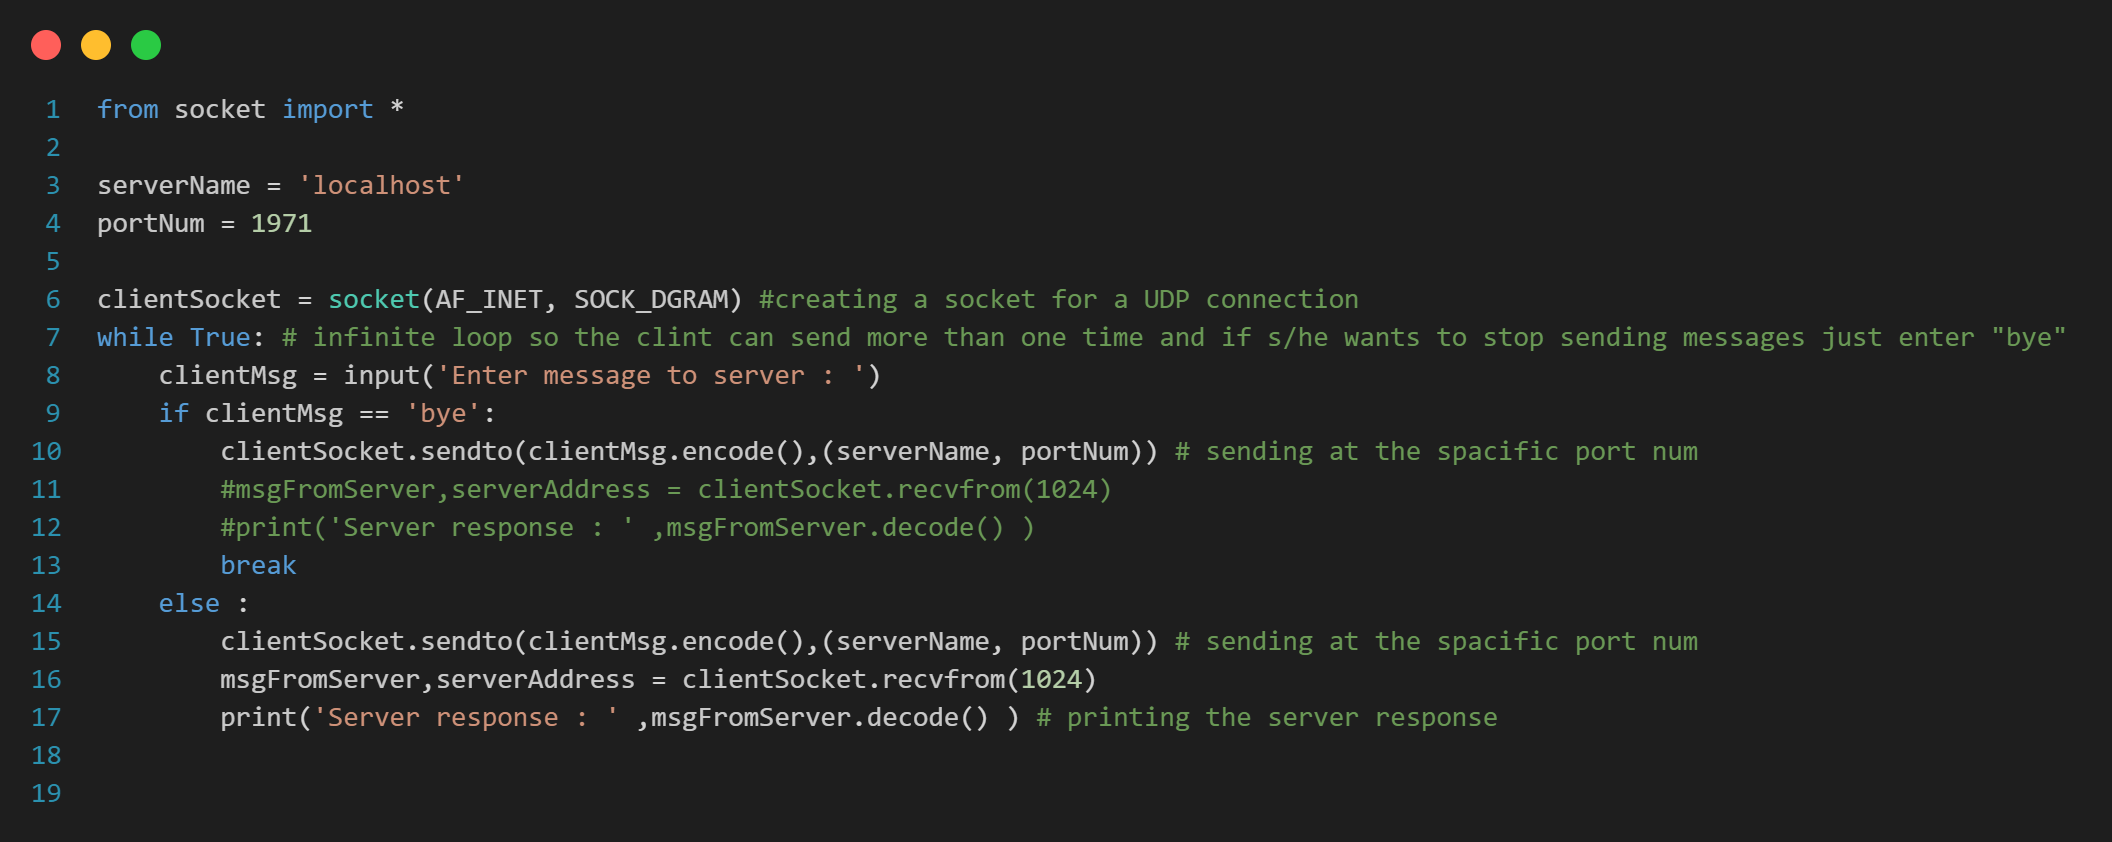 1 from socket import *
2
3 serverName = 'localhost'
4 portNum = 1971
5
6 clientSocket = socket(AF_INET, SOCK_DGRAM) #creating a socket for a UDP connection
7 while True: # infinite loop so the clint can send more than one time and if s/he wants to stop sending messages just enter "bye"
8     clientMsg = input('Enter message to server : ')
9     if clientMsg == 'bye':
10         clientSocket.sendto(clientMsg.encode(),(serverName, portNum)) # sending at the spacific port num
11         #msgFromServer,serverAddress = clientSocket.recvfrom(1024)
12         #print('Server response : ' ,msgFromServer.decode() )
13         break
14     else :
15         clientSocket.sendto(clientMsg.encode(),(serverName, portNum)) # sending at the spacific port num
16         msgFromServer,serverAddress = clientSocket.recvfrom(1024)
17         print('Server response : ' ,msgFromServer.decode() ) # printing the server response
18
19